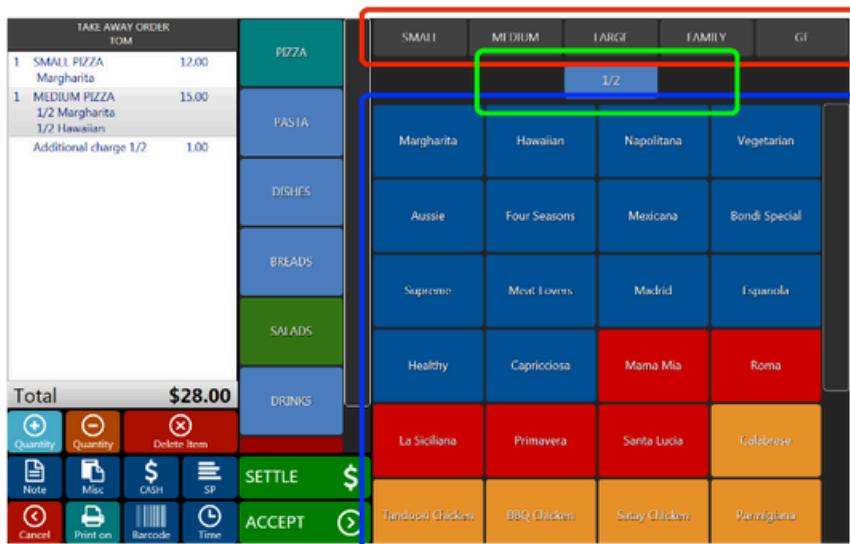 TAKE AWAY ORDER
TOM
1 SMALL PIZZA 12.00
Margharita
1 MEDIUM PIZZA 15.00
1/2 Margharita
1/2 Hawaiian
Additional charge 1/2 1.00
Total $28.00
Quantity Quantity Delete Item
Note Misc $ CASH SP
Cancel Print on Barcode Time
PIZZA
PASTA
DISHES
BREADS
SALADS
DRINKS
SETTLE $
ACCEPT
SMALL MEDIUM LARGE FAMILY GF
1/2
Margharita Hawaiian Napolitana Vegetarian
Aussie Four Seasons Mexicana Bondi Special
Supreme Meat Lovers Madrid Espanola
Healthy Capricciosa Mama Mia Roma
La Siciliana Primavera Santa Lucia Calabrese
Tandoori Chicken BBQ Chicken Satay Chicken Parmigiana